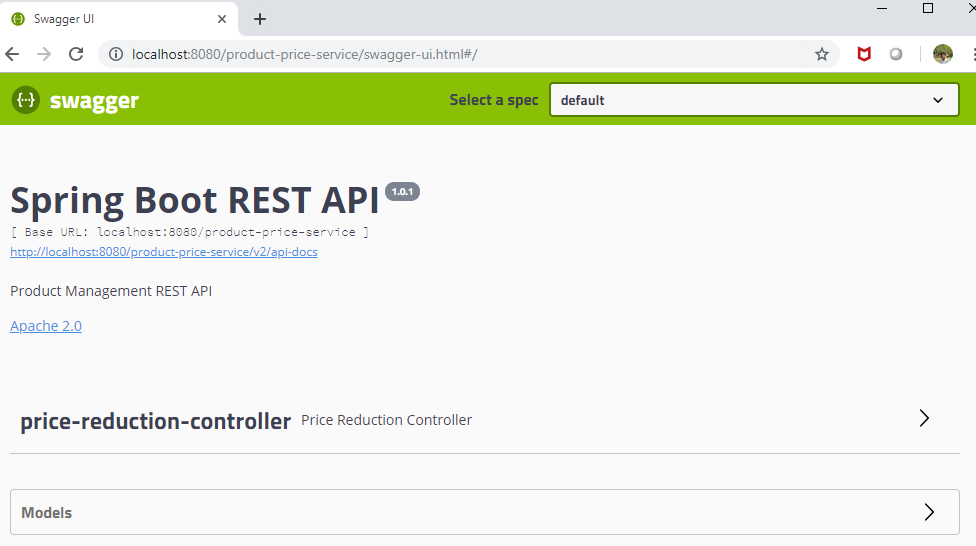 Swagger UI
localhost:8080/product-price-service/swagger-ui.html#/
swagger
Select a spec
default
Spring Boot REST API 1.0.1
[ Base URL: localhost:8080/product-price-service ]
http://localhost:8080/product-price-service/v2/api-docs
Product Management REST API
Apache 2.0
price-reduction-controller Price Reduction Controller
Models